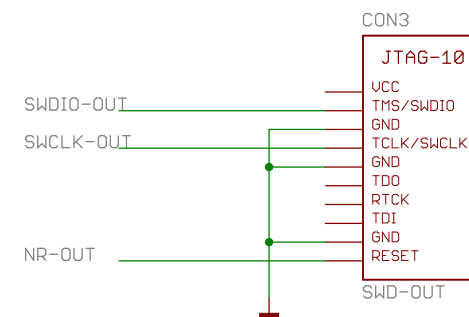 CON3
JTAG-10
VCC
SWDIO-OUT TMS/SWDIO
GND
SWCLK-OUT TCLK/SWCLK
GND
TDO
RTCK
TDI
GND
NR-OUT RESET
SWD-OUT